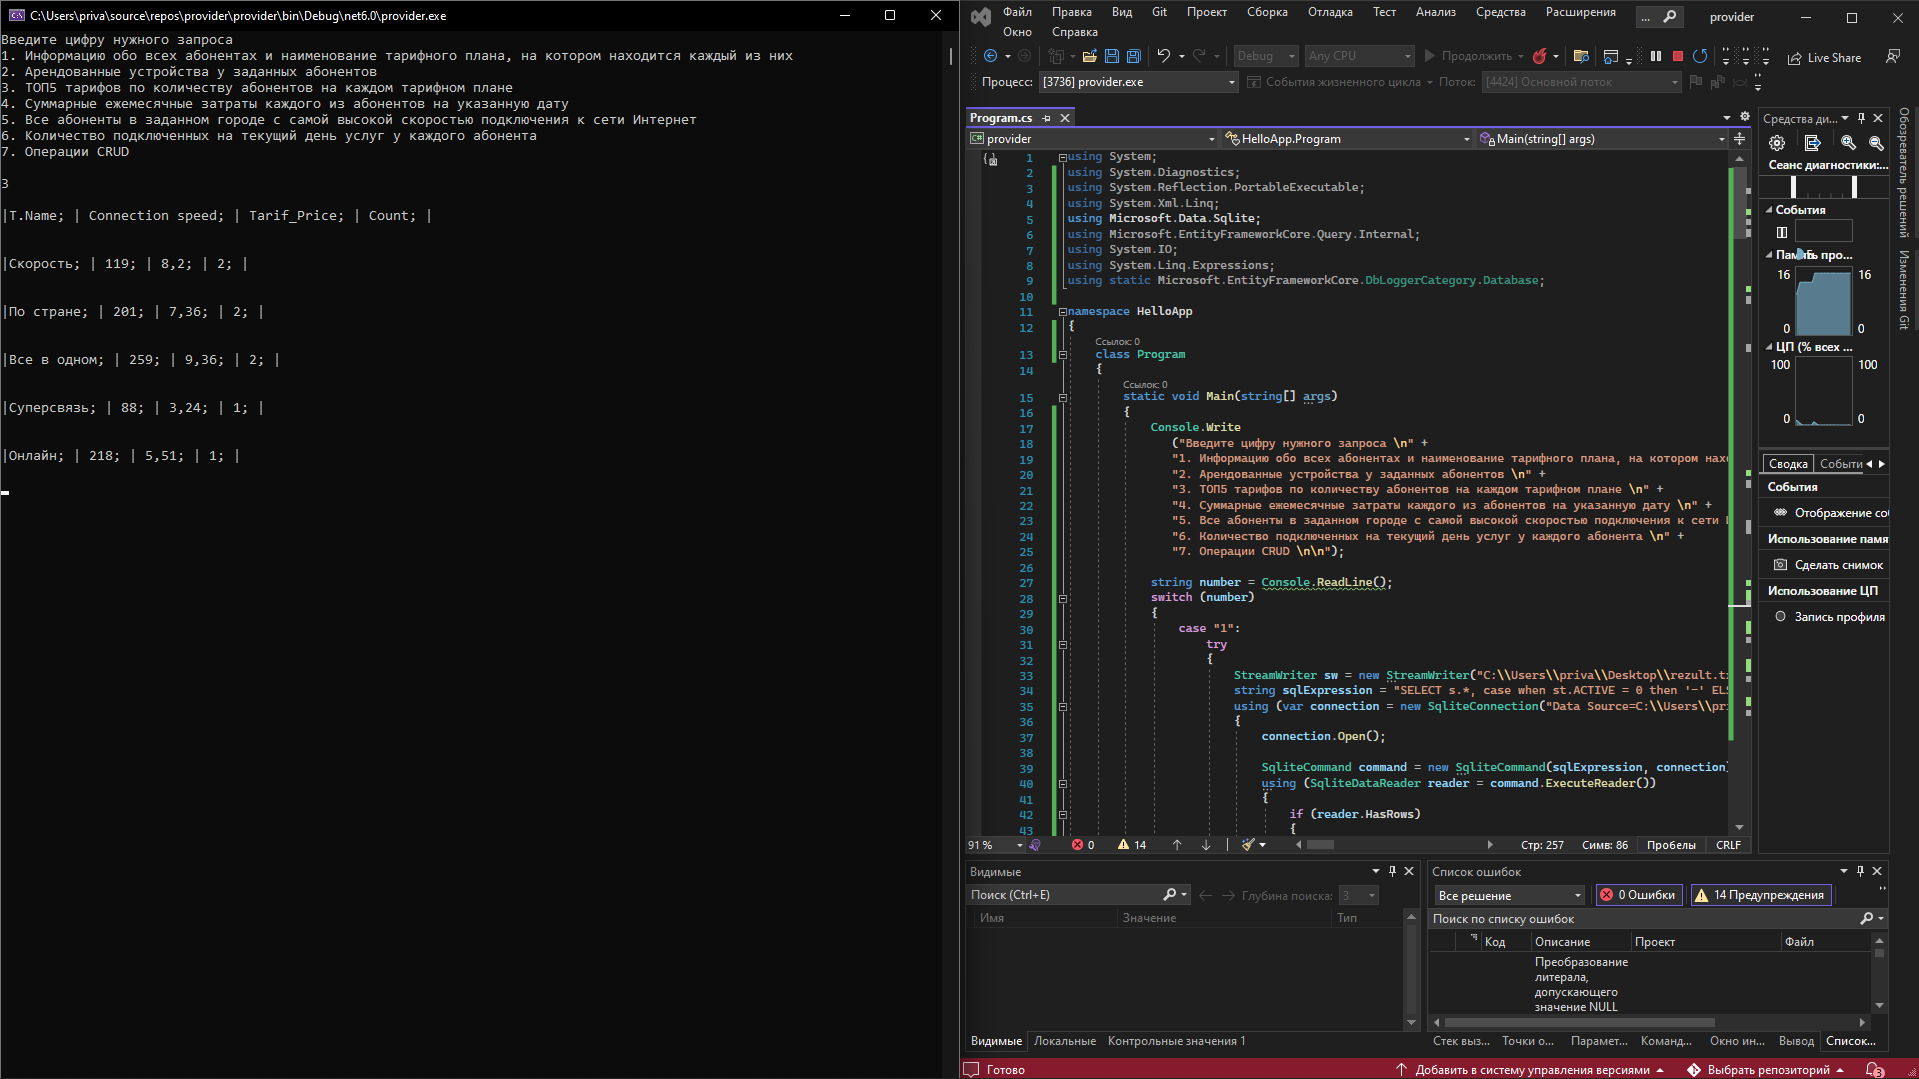 C:\Users\priva\source\repos\provider\provider\bin\Debug\net6.0\provider.exe
Введите цифру нужного запроса
1. Информацию обо всех абонентах и наименование тарифного плана, на котором находится каждый из них
2. Арендованные устройства у заданных абонентов
3. ТОП5 тарифов по количеству абонентов на каждом тарифном плане
4. Суммарные ежемесячные затраты каждого из абонентов на указанную дату
5. Все абоненты в заданном городе с самой высокой скоростью подключения к сети Интернет
6. Количество подключенных на текущий день услуг у каждого абонента
7. Операции CRUD
3
|T.Name; | Connection speed; | Tarif_Price; | Count; |
|Скорость; | 119; | 8,2; | 2; |
|По стране; | 201; | 7,36; | 2; |
|Все в одном; | 259; | 9,36; | 2; |
|Суперсвязь; | 88; | 3,24; | 1; |
|Онлайн; | 218; | 5,51; | 1; |
Файл Правка Вид Git Проект Сборка Отладка Тест Анализ Средства Расширения ... provider
Окно Справка
Debug Any CPU Продолжить Live Share
Процесс: [3736] provider.exe События жизненного цикла Поток: [4424] Основной поток
Program.cs
provider HelloApp.Program Main(string[] args)
1 using System;
2 using System.Diagnostics;
3 using System.Reflection.PortableExecutable;
4 using System.Xml.Linq;
5 using Microsoft.Data.Sqlite;
6 using Microsoft.EntityFrameworkCore.Query.Internal;
7 using System.IO;
8 using System.Linq.Expressions;
9 using static Microsoft.EntityFrameworkCore.DbLoggerCategory.Database;
10
11 namespace HelloApp
12 {
Ссылок: 0
13 class Program
14 {
Ссылок: 0
15 static void Main(string[] args)
16 {
17 Console.Write
18 ("Введите цифру нужного запроса \n" +
19 "1. Информацию обо всех абонентах и наименование тарифного плана, на котором нахо
20 "2. Арендованные устройства у заданных абонентов \n" +
21 "3. ТОП5 тарифов по количеству абонентов на каждом тарифном плане \n" +
22 "4. Суммарные ежемесячные затраты каждого из абонентов на указанную дату \n" +
23 "5. Все абоненты в заданном городе с самой высокой скоростью подключения к сети
24 "6. Количество подключенных на текущий день услуг у каждого абонента \n" +
25 "7. Операции CRUD \n\n");
26
27 string number = Console.ReadLine();
28 switch (number)
29 {
30 case "1":
31 try
32 {
33 StreamWriter sw = new StreamWriter("C:\\Users\\priva\\Desktop\\rezult.t
34 string sqlExpression = "SELECT s.*, case when st.ACTIVE = 0 then '-' ELS
35 using (var connection = new SqliteConnection("Data Source=C:\\Users\\pri
36 {
37 connection.Open();
38
39 SqliteCommand command = new SqliteCommand(sqlExpression, connection)
40 using (SqliteDataReader reader = command.ExecuteReader())
41 {
42 if (reader.HasRows)
43 {
91 % 0 14 Стр: 257 Симв: 86 Пробелы CRLF
Средства ди...
Сеанс диагностики:...
События
Память про...
16 16
0 0
ЦП (% всех ...
100 100
0 0
Сводка Событи
События
Отображение со
Использование памя
Сделать снимок
Использование ЦП
Запись профиля
Обозреватель решений
Изменения Git
Видимые
Поиск (Ctrl+E) Глубина поиска: 3
Имя Значение Тип
Видимые Локальные Контрольные значения 1
Список ошибок
Все решение 0 Ошибки 14 Предупреждения
Поиск по списку ошибок
Код Описание Проект Файл
Преобразование
литерала,
допускающего
значение NULL
Стек выз... Точки о... Парамет... Команд... Окно ин... Вывод Список...
Готово Добавить в систему управления версиями Выбрать репозиторий 3